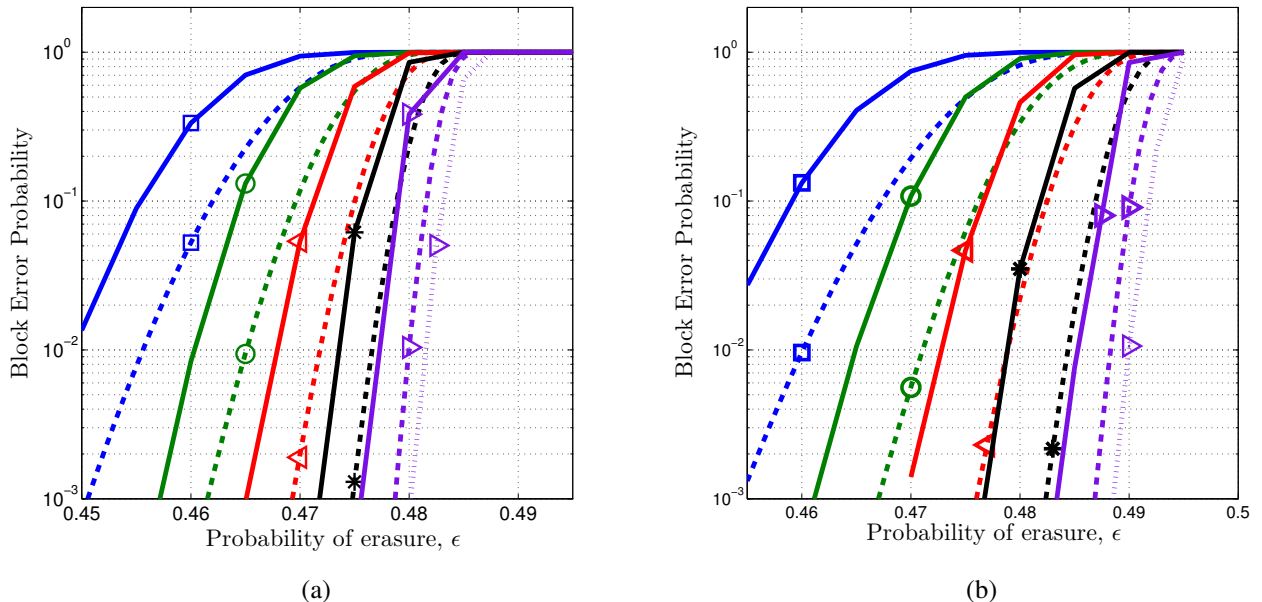 10^0
10^-1
10^-2
10^-3
Block Error Probability
0.45 0.46 0.47 0.48 0.49
Probability of erasure, ϵ
(a)
10^0
10^-1
10^-2
10^-3
Block Error Probability
0.46 0.47 0.48 0.49 0.5
Probability of erasure, ϵ
(b)